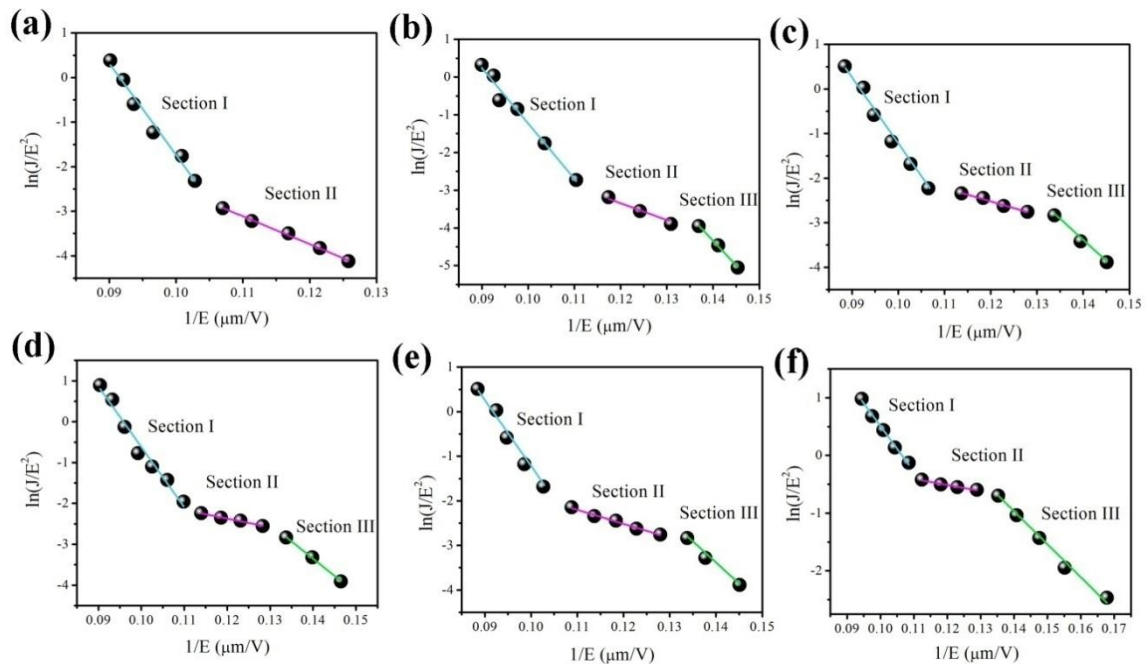 (a)
1
0
-1
-2
-3
-4
ln(J/E²)
Section I
Section II
0.09 0.10 0.11 0.12 0.13
1/E (μm/V)
(b)
1
0
-1
-2
-3
-4
-5
ln(J/E²)
Section I
Section II
Section III
0.09 0.10 0.11 0.12 0.13 0.14 0.15
1/E (μm/V)
(c)
1
0
-1
-2
-3
-4
ln(J/E²)
Section I
Section II
Section III
0.09 0.10 0.11 0.12 0.13 0.14 0.15
1/E (μm/V)
(d)
1
0
-1
-2
-3
-4
ln(J/E²)
Section I
Section II
Section III
0.09 0.10 0.11 0.12 0.13 0.14 0.15
1/E (μm/V)
(e)
1
0
-1
-2
-3
-4
ln(J/E²)
Section I
Section II
Section III
0.09 0.10 0.11 0.12 0.13 0.14 0.15
1/E (μm/V)
(f)
1
0
-1
-2
ln(J/E²)
Section I
Section II
Section III
0.09 0.10 0.11 0.12 0.13 0.14 0.15 0.16 0.17
1/E (μm/V)